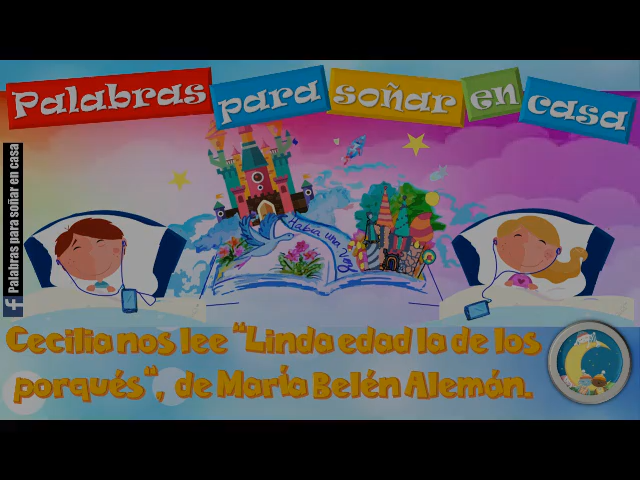 Palabras para soñar en casa
Palabras para soñar en casa
Había una vez
Cecilia nos lee "Linda edad la de los
porqués", de María Belén Alemán.